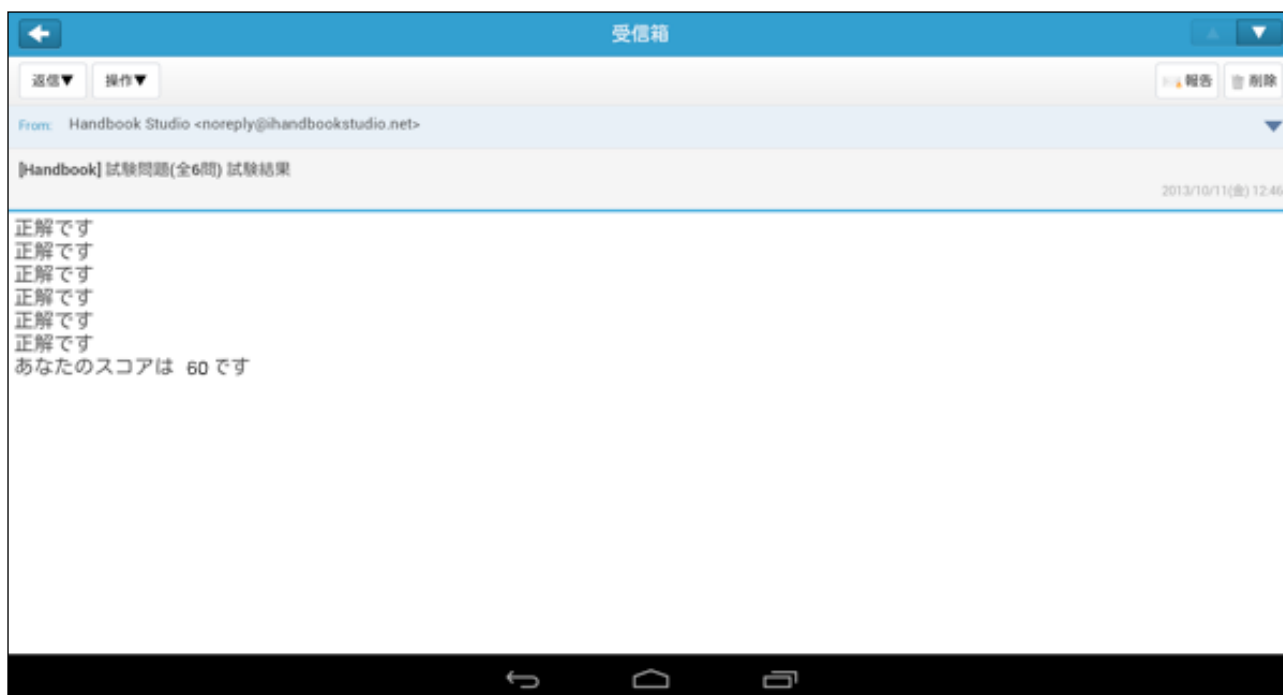 受信箱
返信▼ 操作▼ 報告 削除
From: Handbook Studio <noreply@ihandbookstudio.net>
[Handbook] 試験問題(全6問) 試験結果
2013/10/11(金) 12:46
正解です
正解です
正解です
正解です
正解です
正解です
あなたのスコアは 60 です